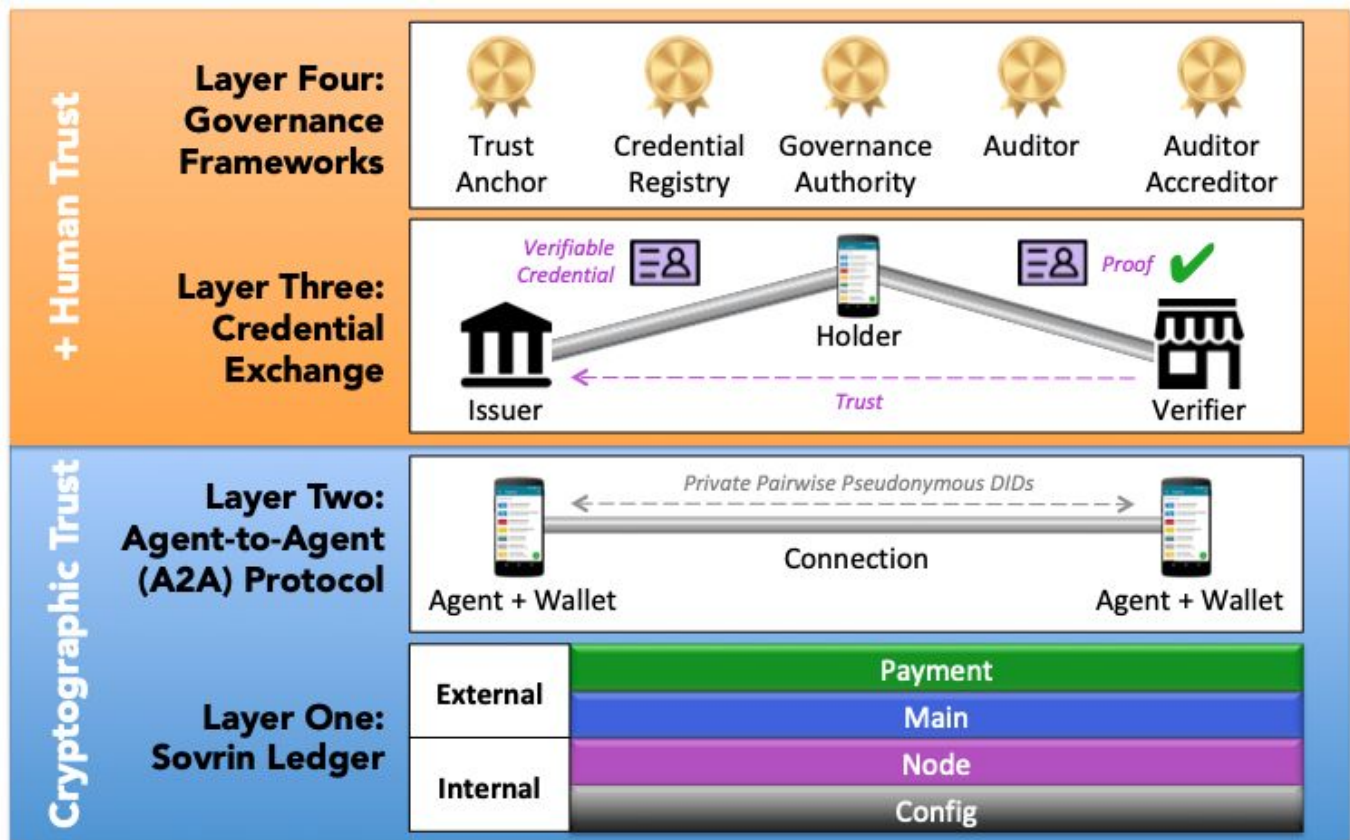 + Human Trust
Layer Four:
Governance
Frameworks
Trust
Anchor
Credential
Registry
Governance
Authority
Auditor
Auditor
Accreditor
Layer Three:
Credential
Exchange
Verifiable
Credential
Proof
Holder
Issuer
Trust
Verifier
Cryptographic Trust
Layer Two:
Agent-to-Agent
(A2A) Protocol
Private Pairwise Pseudonymous DIDs
Connection
Agent + Wallet
Agent + Wallet
Layer One:
Sovrin Ledger
External
Payment
Main
Internal
Node
Config